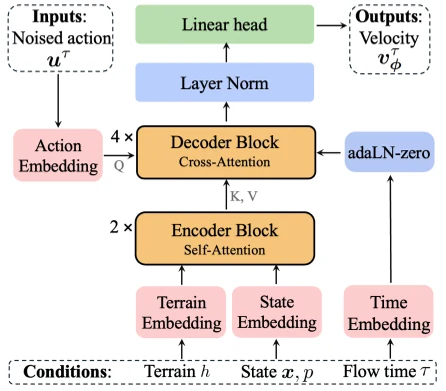 Inputs:
Noised action
𝒖^τ
Linear head
Outputs:
Velocity
𝒗_ϕ^τ
Layer Norm
Action
Embedding
Q
4 ×
Decoder Block
Cross-Attention
adaLN-zero
K, V
2 ×
Encoder Block
Self-Attention
Terrain
Embedding
State
Embedding
Time
Embedding
Conditions: Terrain h State 𝒙, p Flow time τ